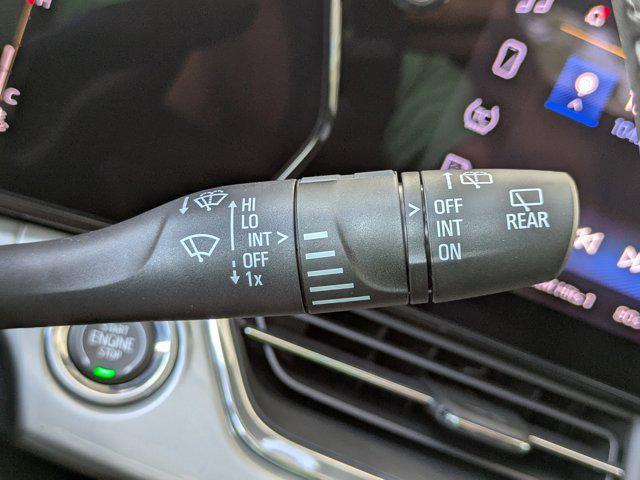 HI
LO
INT >
OFF
1x
> OFF
INT
ON
REAR
START
ENGINE
STOP